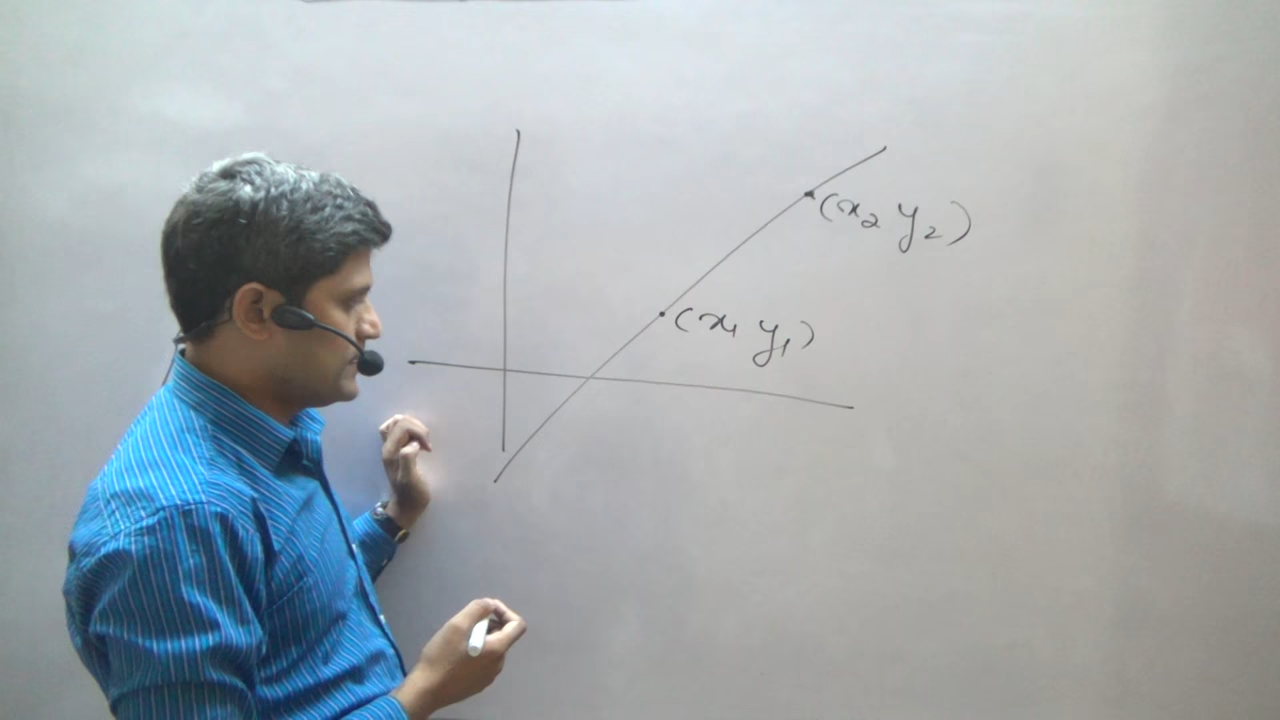 (x₂ y₂)
(x₁ y₁)